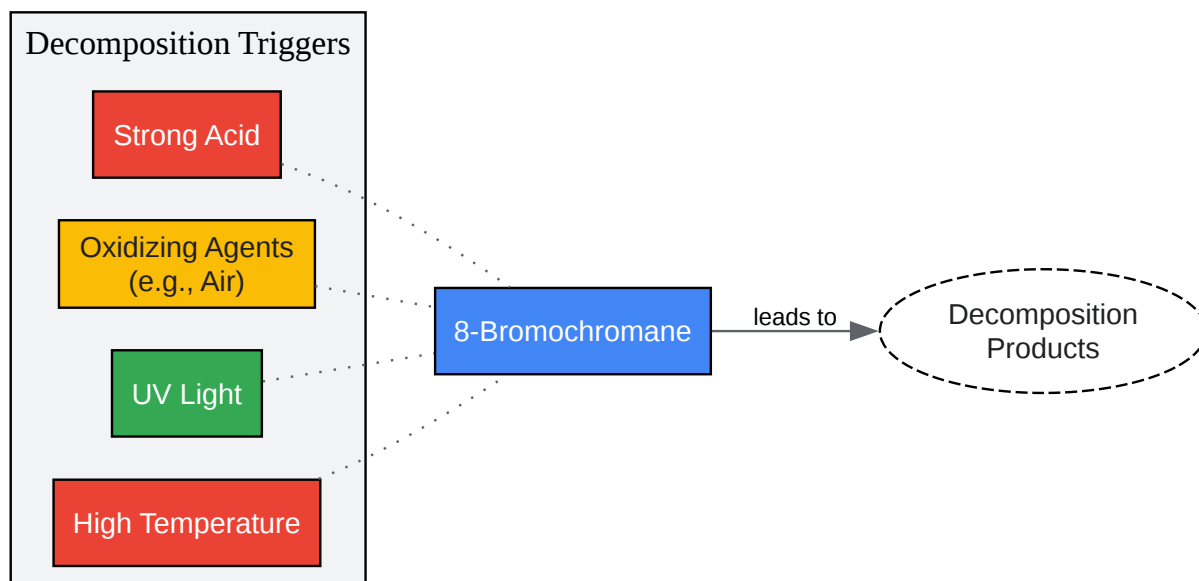 Decomposition Triggers
Strong Acid
Oxidizing Agents
(e.g., Air)
UV Light
High Temperature
8-Bromochromane
leads to
Decomposition
Products